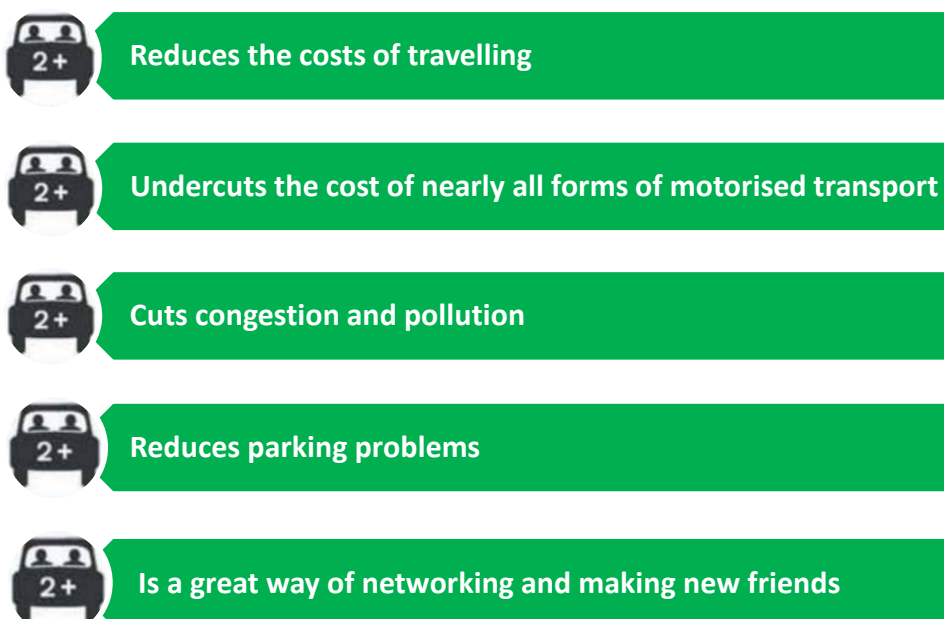 2+
Reduces the costs of travelling
2+
Undercuts the cost of nearly all forms of motorised transport
2+
Cuts congestion and pollution
2+
Reduces parking problems
2+
Is a great way of networking and making new friends